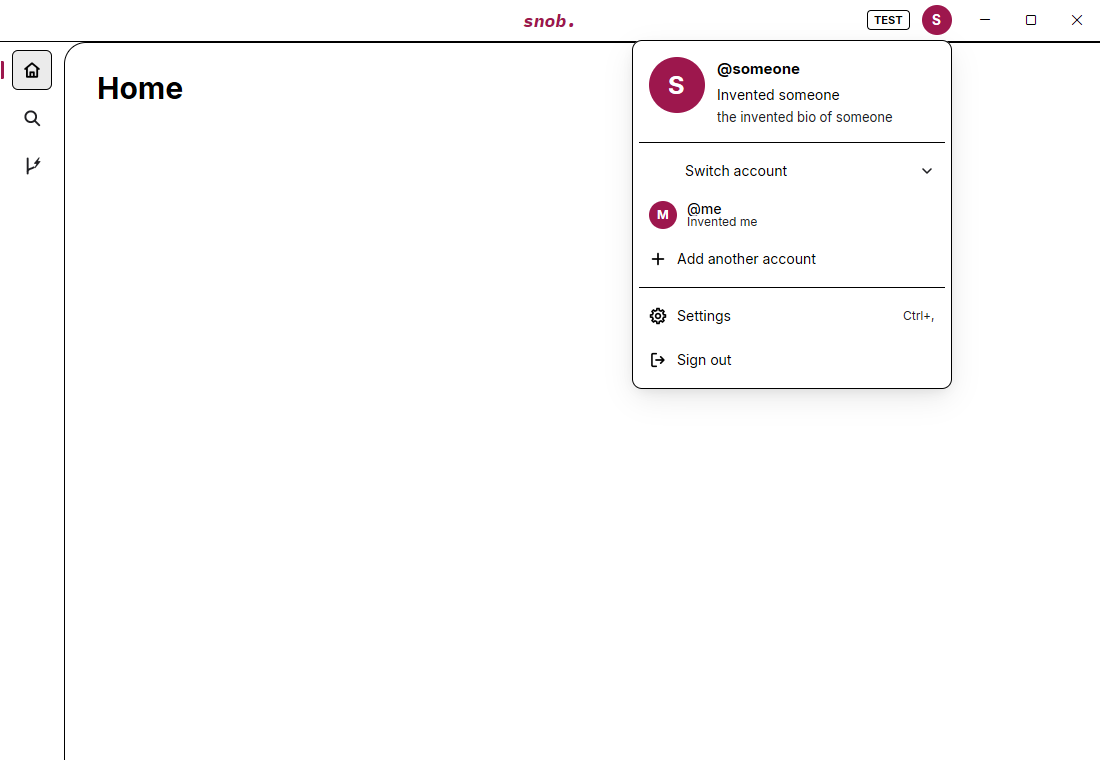 snob.
TEST
S
Home
S
@someone
Invented someone
the invented bio of someone
Switch account
M
@me
Invented me
Add another account
Settings
Ctrl+,
Sign out